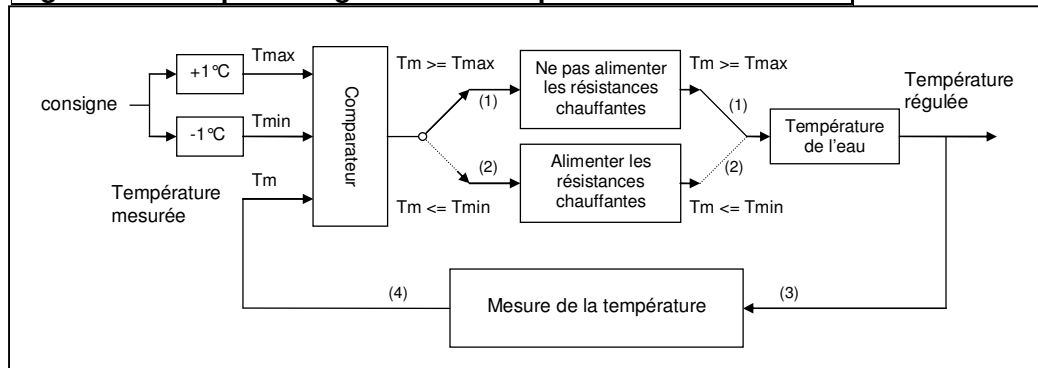 consigne
+1°C
-1°C
Tmax
Tmin
Tm
Température
mesurée
Comparateur
Tm >= Tmax
(1)
(2)
Tm <= Tmin
Ne pas alimenter
les résistances
chauffantes
Alimenter les
résistances
chauffantes
Tm >= Tmax
(1)
(2)
Tm <= Tmin
Température
de l'eau
Température
régulée
(3)
Mesure de la température
(4)